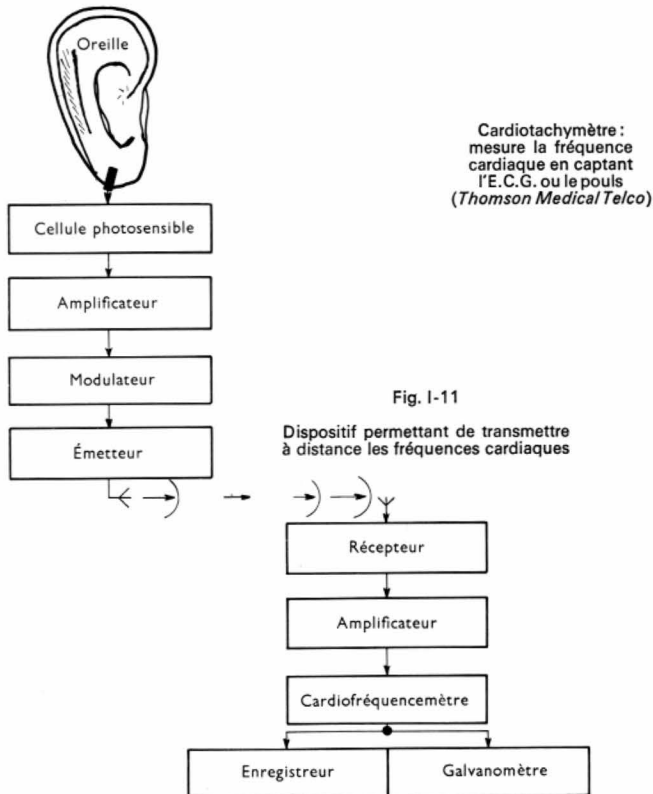 Oreille
Cardiotachymètre :
mesure la fréquence
cardiaque en captant
l'E.C.G. ou le pouls
(Thomson Medical Telco)
Cellule photosensible
Amplificateur
Modulateur
Fig. I-11
Dispositif permettant de transmettre
à distance les fréquences cardiaques
Émetteur
Récepteur
Amplificateur
Cardiofréquencemètre
Enregistreur
Galvanomètre